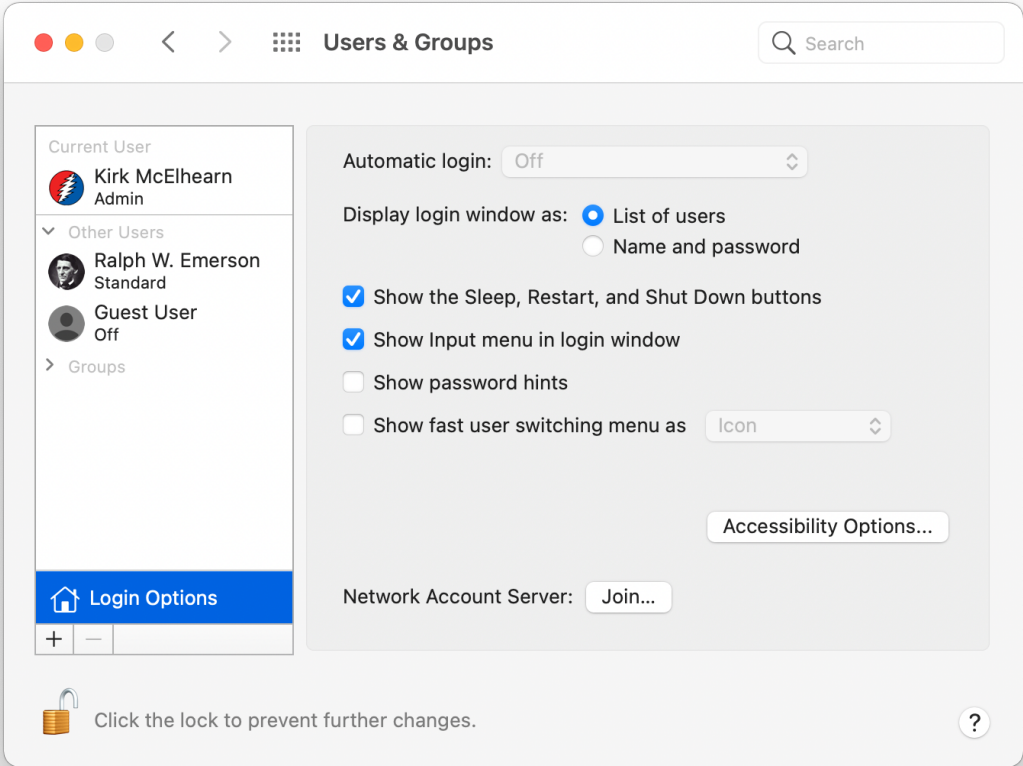 Users & Groups
Search
Current User
Kirk McElhearn
Admin
Other Users
Ralph W. Emerson
Standard
Guest User
Off
Groups
Login Options
Automatic login: Off
Display login window as: List of users
Name and password
Show the Sleep, Restart, and Shut Down buttons
Show Input menu in login window
Show password hints
Show fast user switching menu as Icon
Accessibility Options...
Network Account Server: Join...
Click the lock to prevent further changes.
?